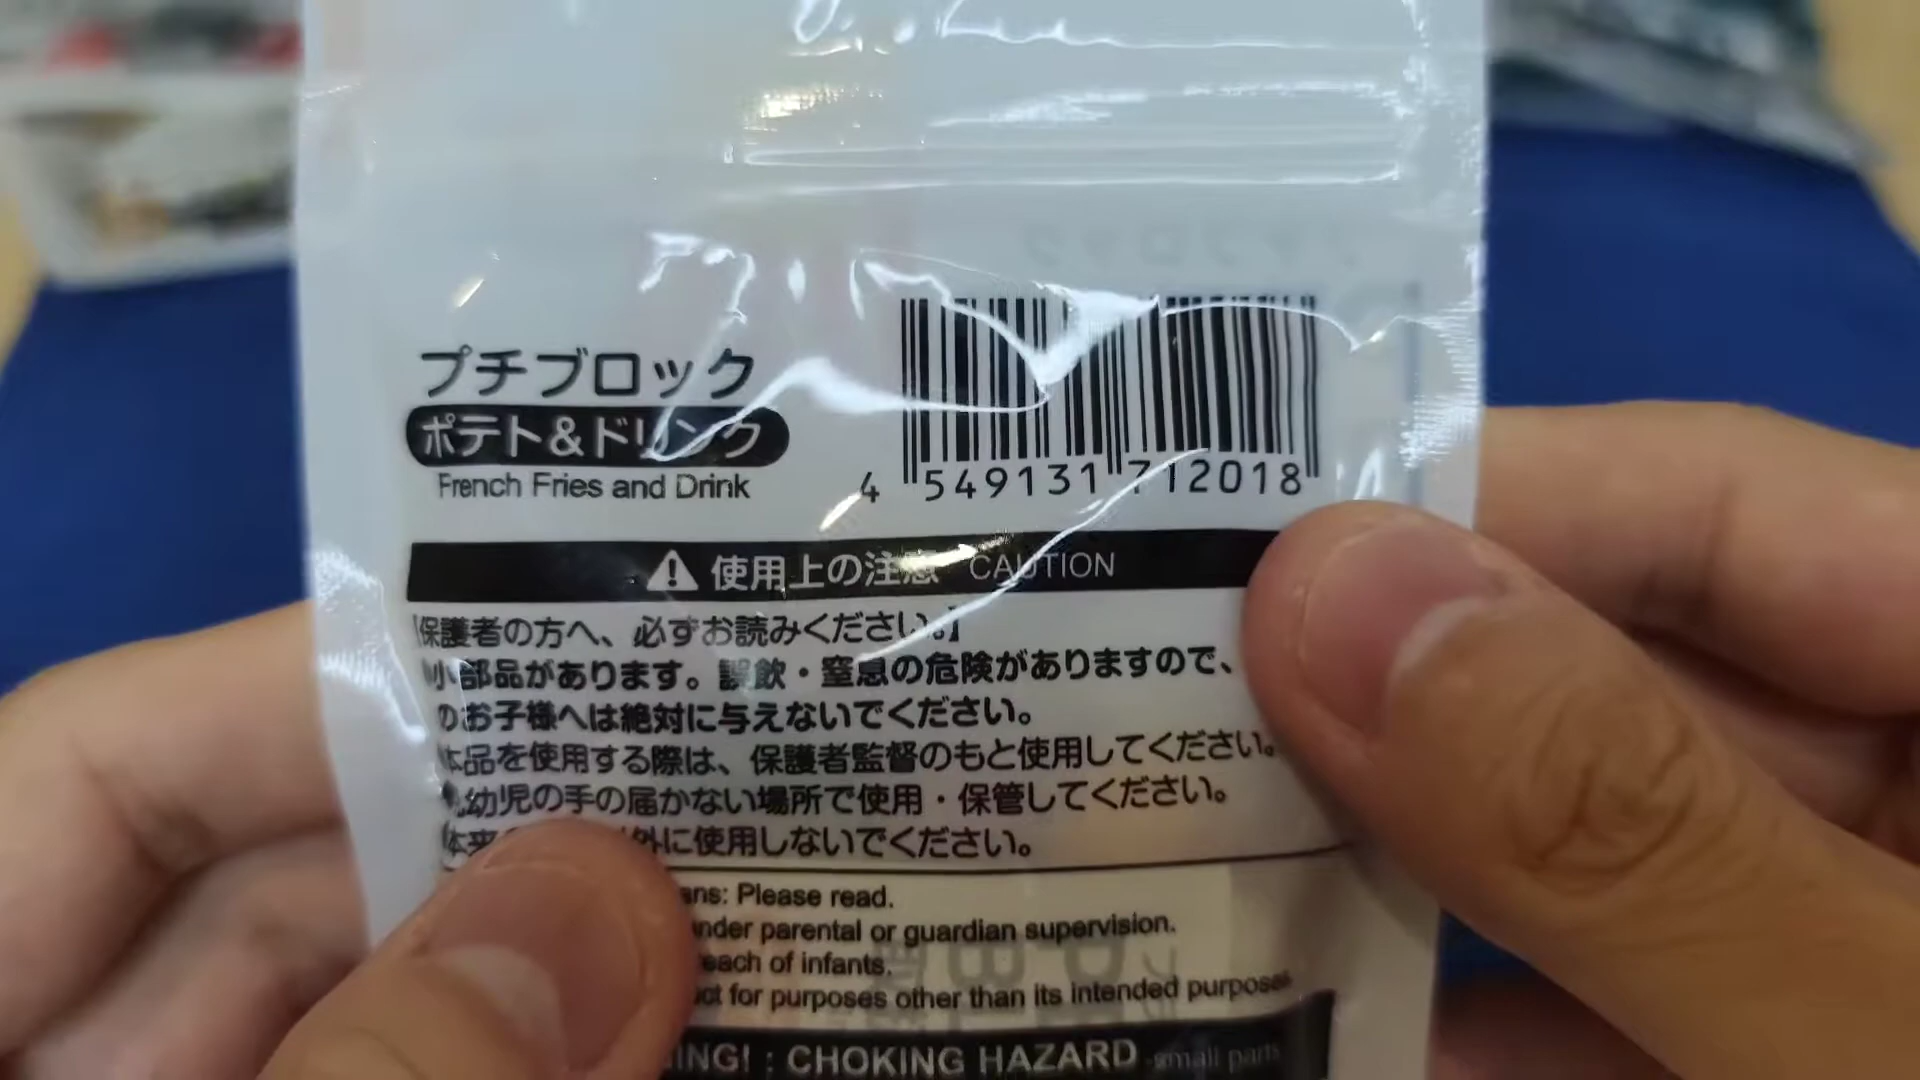 プチブロック
ポテト&ドリンク
French Fries and Drink
4 549131 712018
使用上の注意 CAUTION
【保護者の方へ、必ずお読みください。】
小部品があります。誤飲・窒息の危険がありますので、
のお子様へは絶対に与えないでください。
本品を使用する際は、保護者監督のもと使用してください。
幼児の手の届かない場所で使用・保管してください。
本来 外に使用しないでください。
Please read.
parental or guardian supervision.
of infants.
for purposes other than its intended purposes
CHOKING HAZARD -small parts